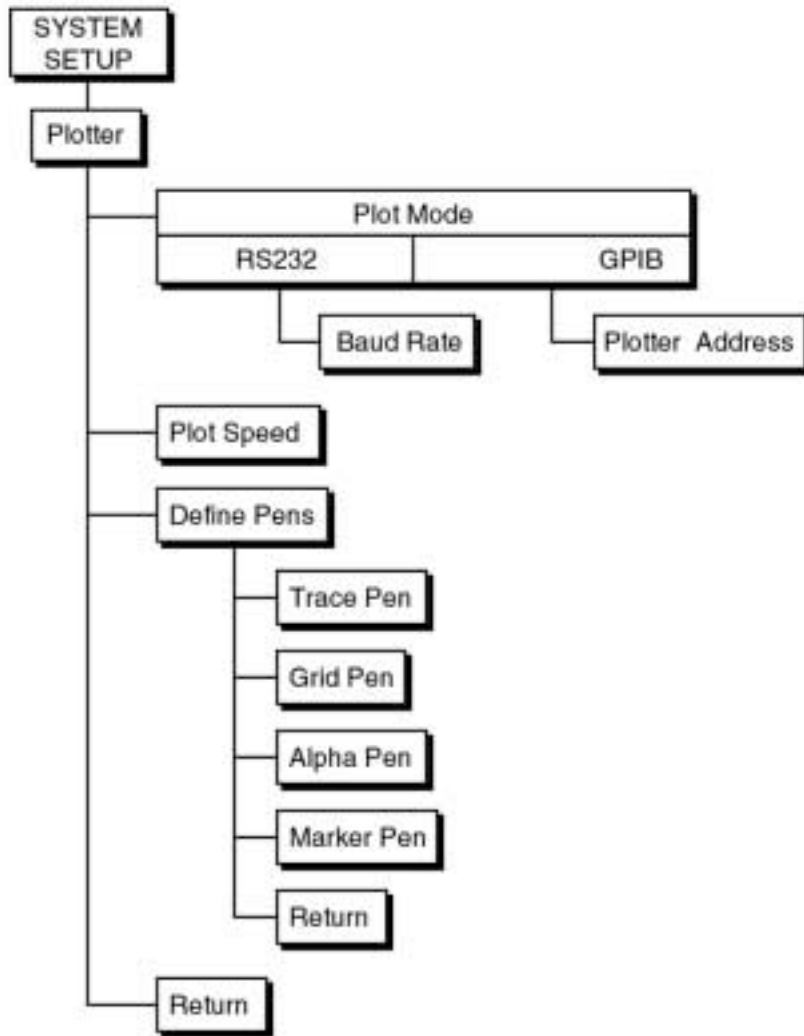 SYSTEM
SETUP
Plotter
Plot Mode
RS232
GPIB
Baud Rate
Plotter Address
Plot Speed
Define Pens
Trace Pen
Grid Pen
Alpha Pen
Marker Pen
Return
Return